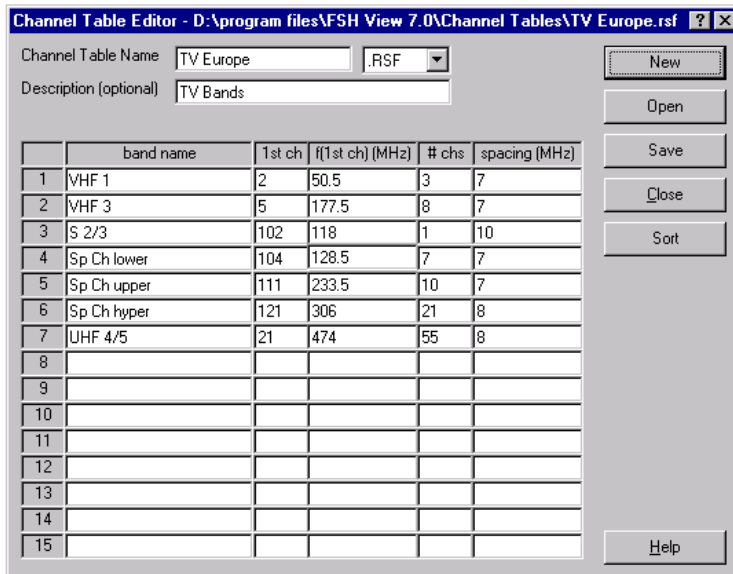 Channel Table Editor - D:\program files\FSH View 7.0\Channel Tables\TV Europe.rsf
Channel Table Name TV Europe .RSF
Description (optional) TV Bands
New
Open
Save
Close
Sort
band name 1st ch f(1st ch) (MHz) # chs spacing (MHz)
1 VHF 1 2 50.5 3 7
2 VHF 3 5 177.5 8 7
3 S 2/3 102 118 1 10
4 Sp Ch lower 104 128.5 7 7
5 Sp Ch upper 111 233.5 10 7
6 Sp Ch hyper 121 306 21 8
7 UHF 4/5 21 474 55 8
8
9
10
11
12
13
14
15
Help